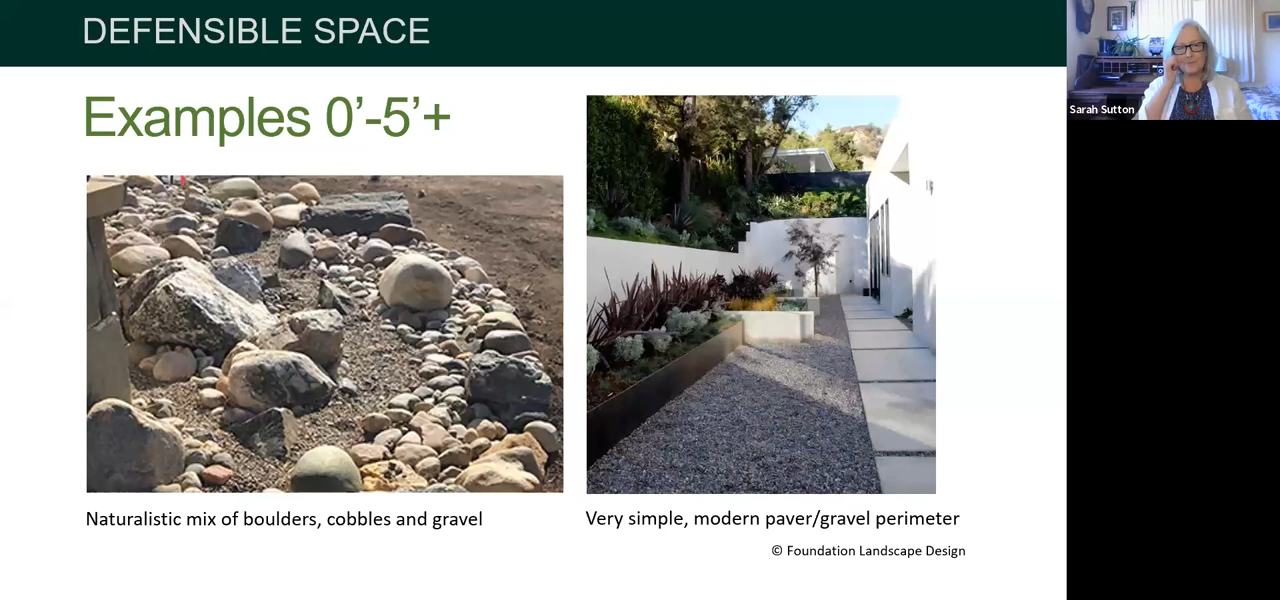 DEFENSIBLE SPACE
Examples 0’-5’+
Naturalistic mix of boulders, cobbles and gravel
Very simple, modern paver/gravel perimeter
© Foundation Landscape Design
Sarah Sutton